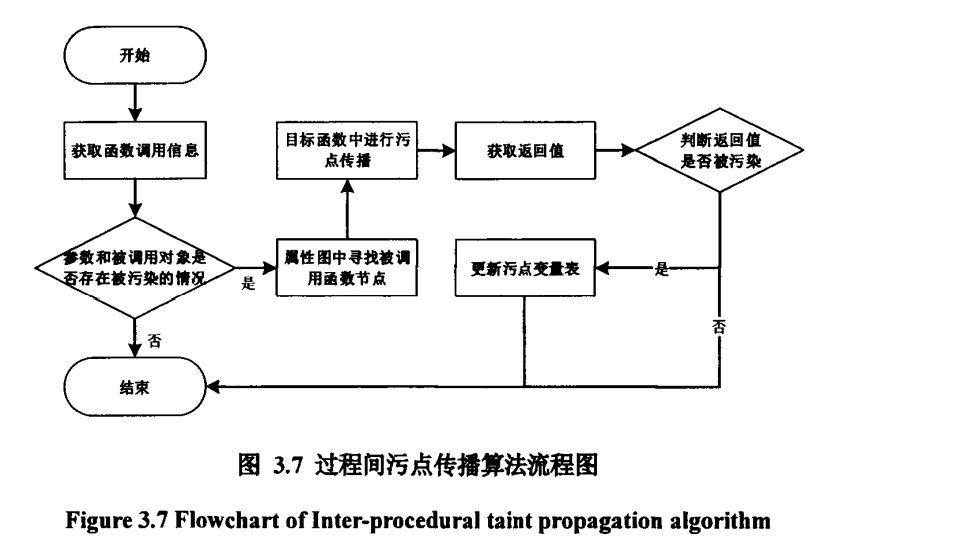 开始
获取函数调用信息
参数和被调用对象是
否存在被污染的情况
是
否
结束
属性图中寻找被调
用函数节点
目标函数中进行污
点传播
获取返回值
判断返回值
是否被污染
是
否
更新污点变量表
图 3.7 过程间污点传播算法流程图
Figure 3.7 Flowchart of Inter-procedural taint propagation algorithm